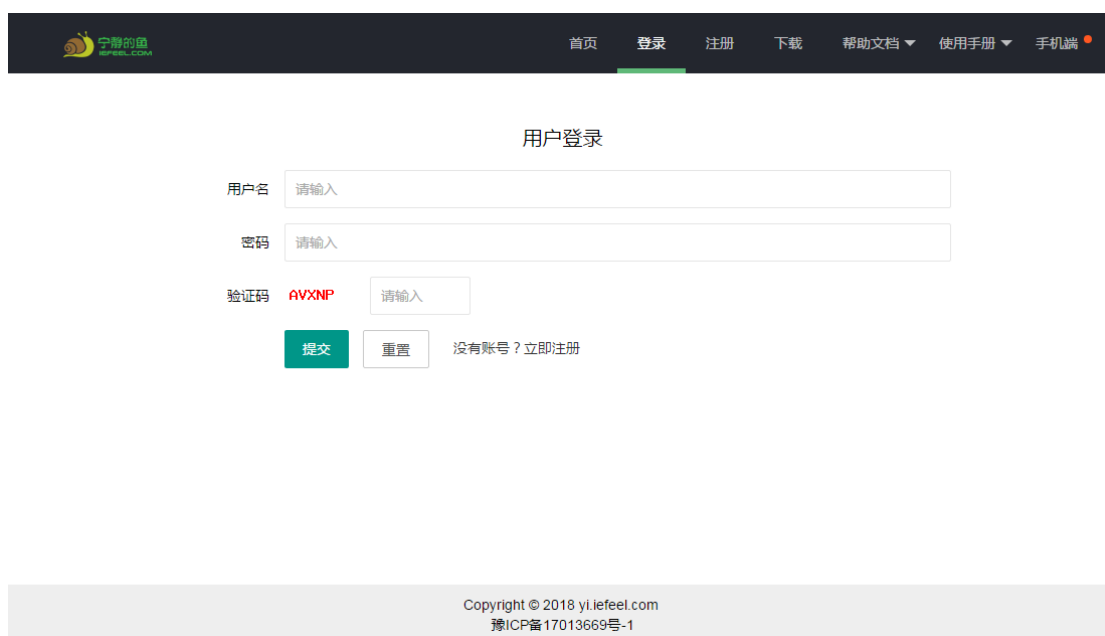 宁静的鱼
IEFEEL.COM
首页 登录 注册 下载 帮助文档 使用手册 手机端
用户登录
用户名 请输入
密码 请输入
验证码 AVXNP 请输入
提交 重置 没有账号？立即注册
Copyright © 2018 yi.iefeel.com
豫ICP备17013669号-1